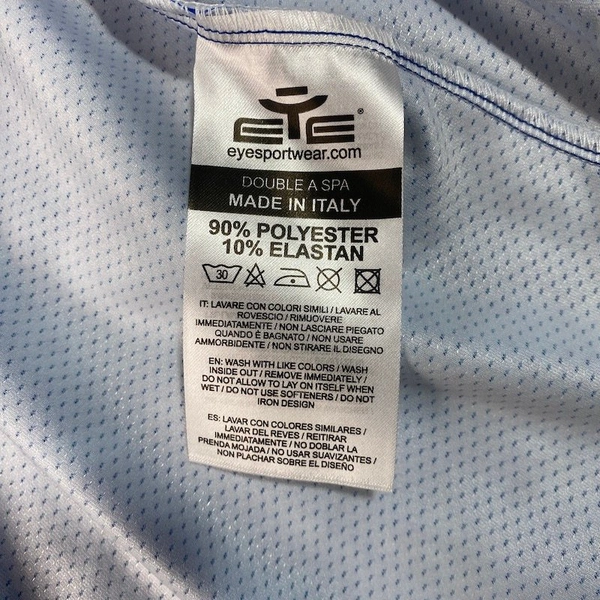 EYE®
eyesportwear.com
DOUBLE A SPA
MADE IN ITALY
90% POLYESTER
10% ELASTAN
30
IT: LAVARE CON COLORI SIMILI / LAVARE AL
ROVESCIO / RIMUOVERE
IMMEDIATAMENTE / NON LASCIARE PIEGATO
QUANDO È BAGNATO / NON USARE
AMMORBIDENTE / NON STIRARE IL DISEGNO
EN: WASH WITH LIKE COLORS / WASH
INSIDE OUT / REMOVE IMMEDIATELY /
DO NOT ALLOW TO LAY ON ITSELF WHEN
WET / DO NOT USE SOFTENERS / DO NOT
IRON DESIGN
ES: LAVAR CON COLORES SIMILARES /
LAVAR DEL REVES / REITIRAR
IMMEDIATAMENTE / NO DOBLAR LA
PRENDA MOJADA / NO USAR SUAVIZANTES /
NON PLACHAR SOBRE EL DISEÑO